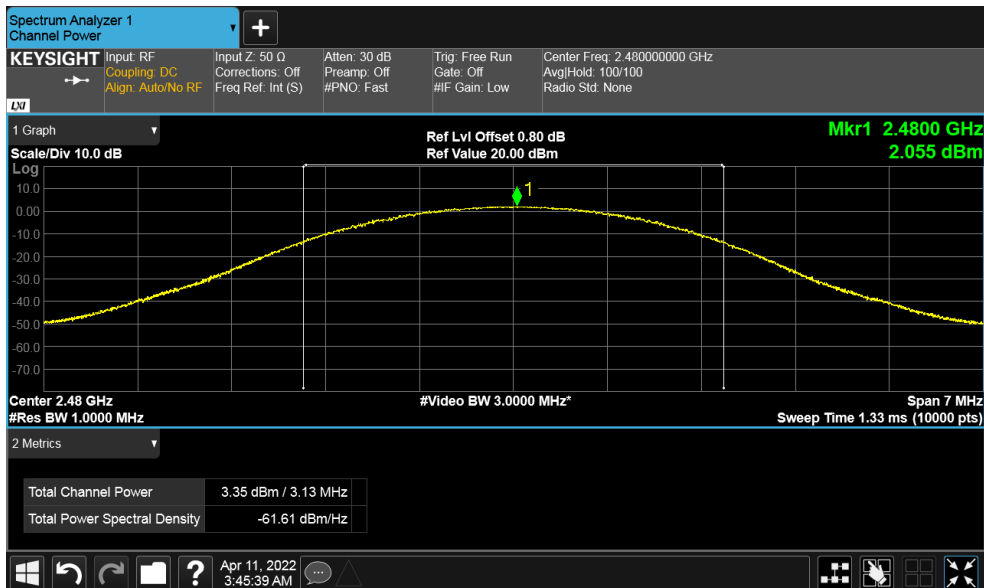 Spectrum Analyzer 1
Channel Power
+
KEYSIGHT
LXI
Input: RF
Coupling: DC
Align: Auto/No RF
Input Z: 50 Ω
Corrections: Off
Freq Ref: Int (S)
Atten: 30 dB
Preamp: Off
#PNO: Fast
Trig: Free Run
Gate: Off
#IF Gain: Low
Center Freq: 2.480000000 GHz
Avg|Hold: 100/100
Radio Std: None
1 Graph
Scale/Div 10.0 dB
Ref Lvl Offset 0.80 dB
Ref Value 20.00 dBm
Mkr1 2.4800 GHz
2.055 dBm
Log
10.0
0.00
-10.0
-20.0
-30.0
-40.0
-50.0
-60.0
-70.0
1
Center 2.48 GHz
#Video BW 3.0000 MHz*
Span 7 MHz
#Res BW 1.0000 MHz
Sweep Time 1.33 ms (10000 pts)
2 Metrics
Total Channel Power 3.35 dBm / 3.13 MHz
Total Power Spectral Density -61.61 dBm/Hz
?
Apr 11, 2022
3:45:39 AM